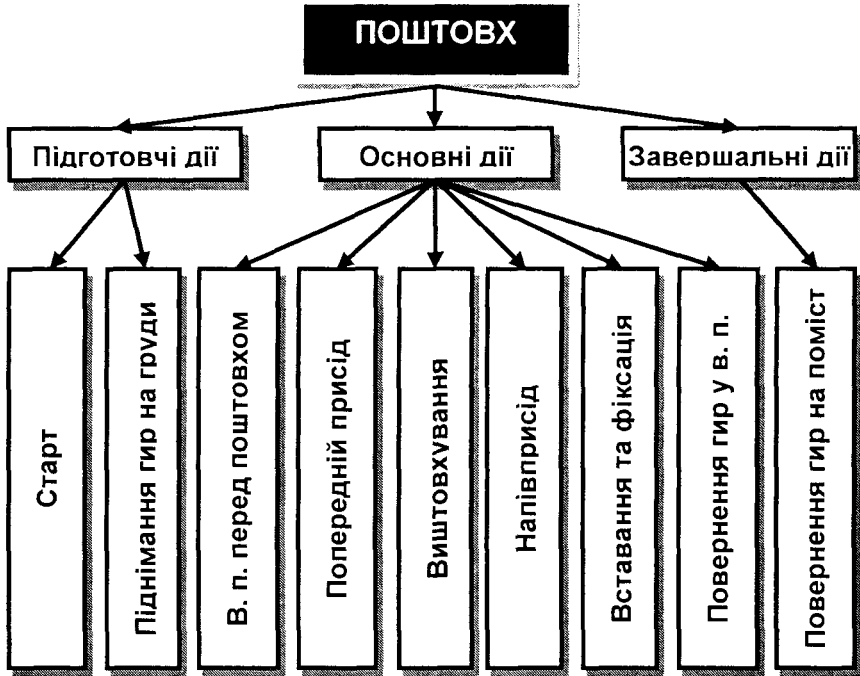 ПОШТОВХ
Підготовчі дії
Основні дії
Завершальні дії
Старт
Піднімання гир на груди
В. п. перед поштовхом
Попередній присід
Виштовхування
Напівприсід
Вставання та фіксація
Повернення гир у в. п.
Повернення гир на поміст